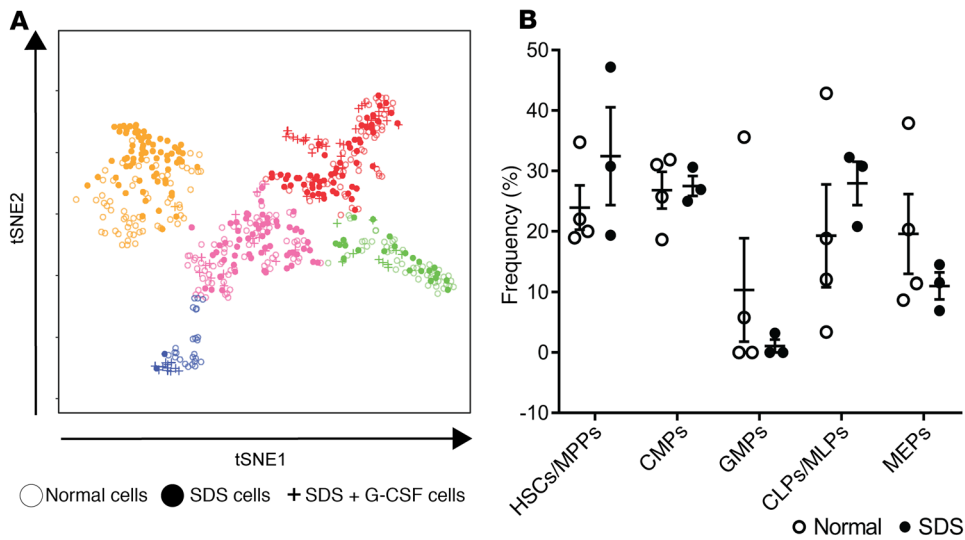 A
tSNE2
tSNE1
Normal cells
SDS cells
SDS + G-CSF cells
B
Frequency (%)
50
40
30
20
10
0
-10
HSCs/MPPs
CMPs
GMPs
CLPs/MLPs
MEPs
Normal
SDS